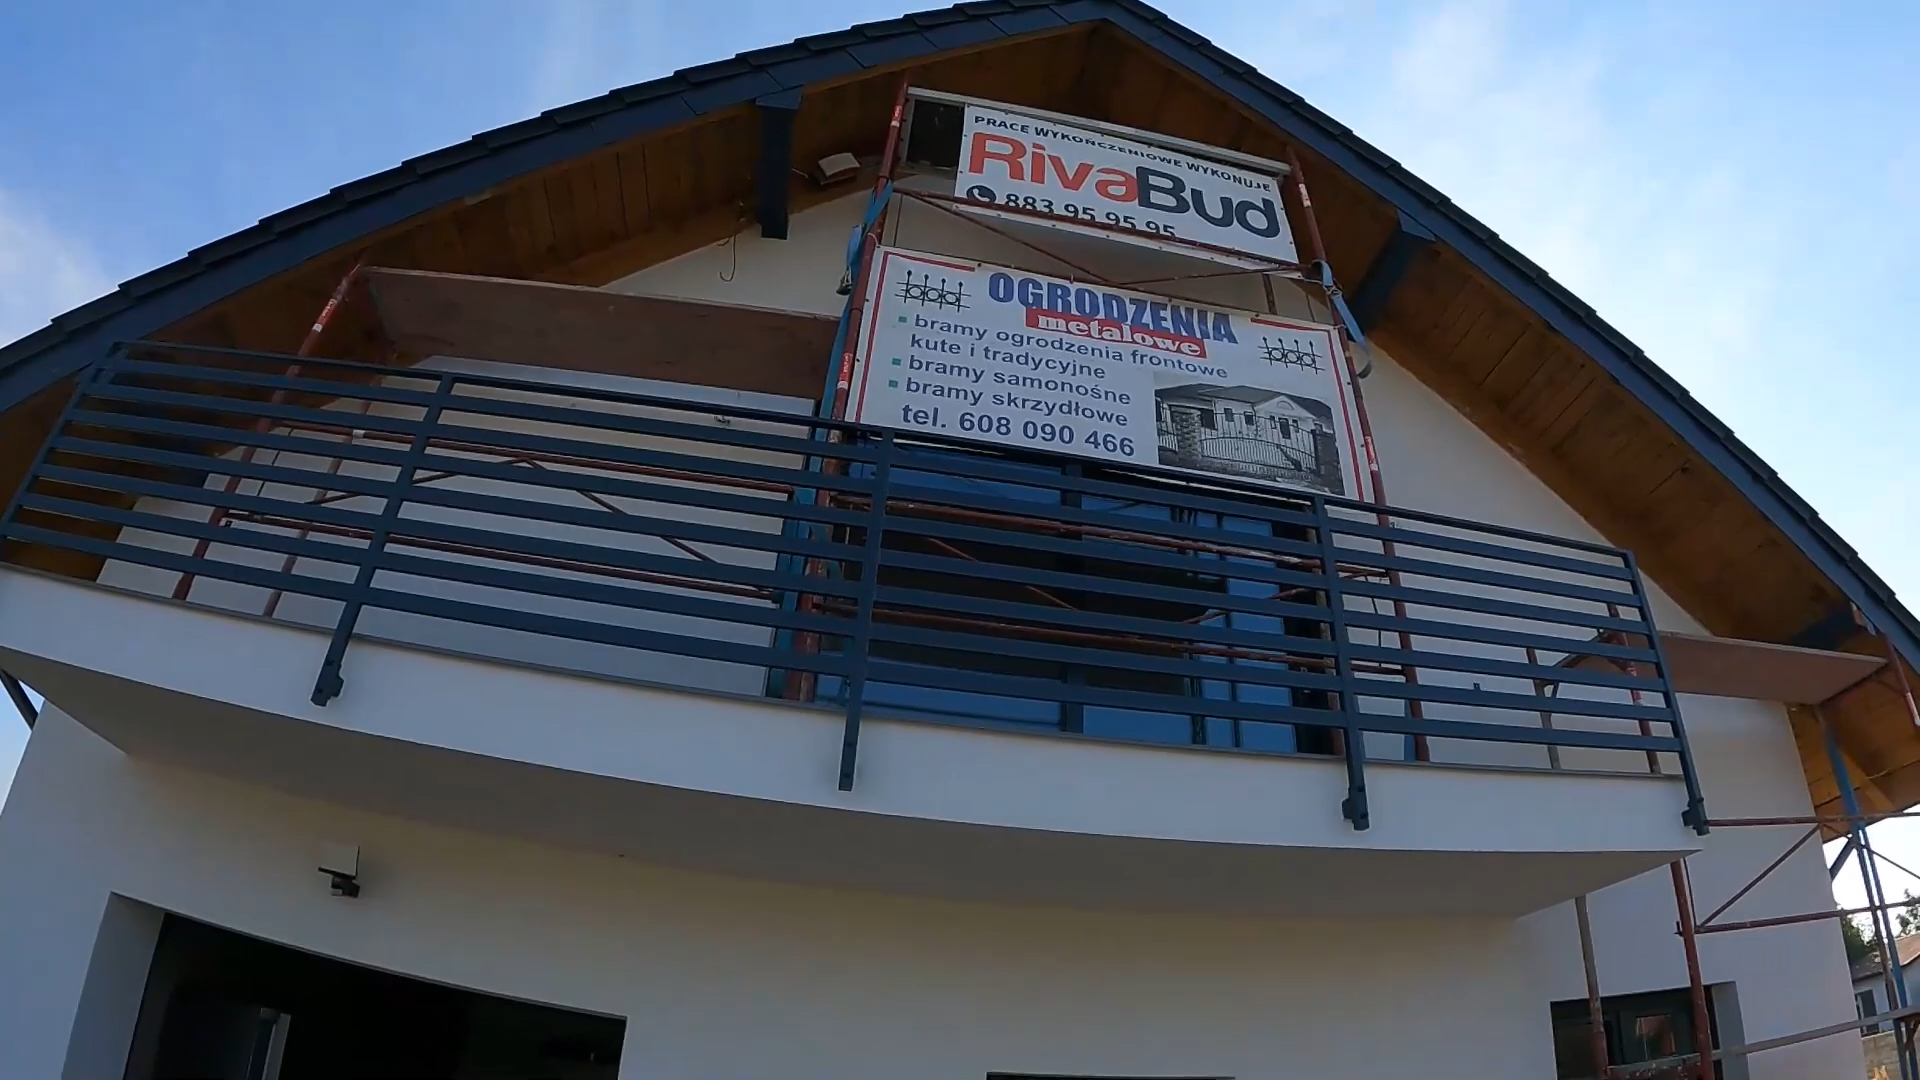 PRACE WYKOŃCZENIOWE WYKONUJE
RivaBud
883 95 95 95
OGRODZENIA
metalowe
bramy ogrodzenia frontowe
kute i tradycyjne
bramy samonośne
bramy skrzydłowe
tel. 608 090 466